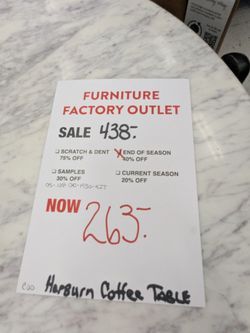 FURNITURE
FACTORY OUTLET
SALE 438-
☐ SCRATCH & DENT
75% OFF
☒ END OF SEASON
40% OFF
☐ SAMPLES
30% OFF
☐ CURRENT SEASON
20% OFF
NOW
263-
Harburn Coffee TABLE